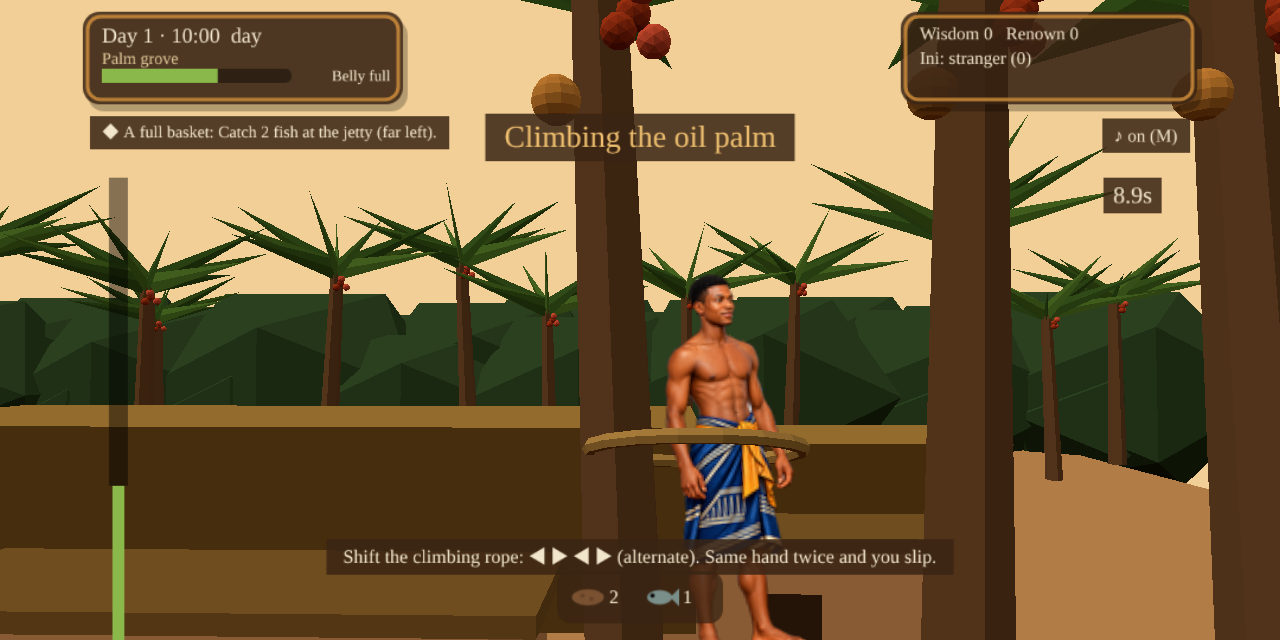 Day 1 · 10:00 day
Palm grove
Belly full
◆ A full basket: Catch 2 fish at the jetty (far left).
Climbing the oil palm
Wisdom 0 Renown 0
Ini: stranger (0)
♪ on (M)
8.9s
Shift the climbing rope: ◀ ▶ ◀ ▶ (alternate). Same hand twice and you slip.
2 1